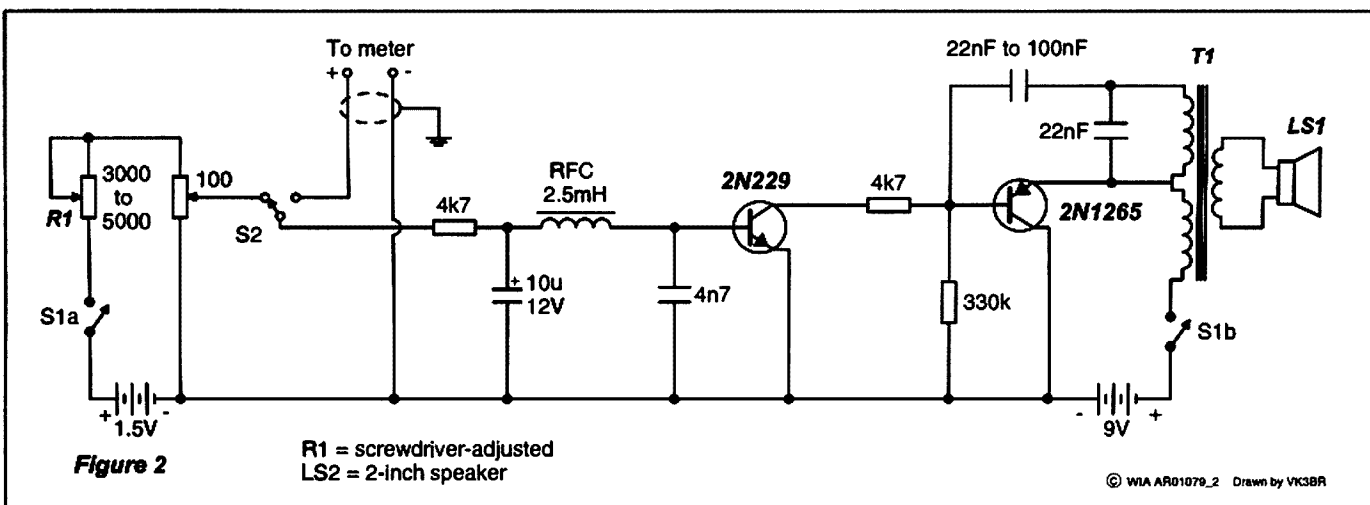 To meter
+ -
22nF to 100nF
T1
22nF
LS1
3000
to
5000
R1
100
S2
4k7
RFC
2.5mH
2N229
4k7
2N1265
+ 10u
12V
4n7
330k
S1a
S1b
+ -
1.5V
- +
9V
Figure 2
R1 = screwdriver-adjusted
LS2 = 2-inch speaker
© WIA AR01079_2 Drawn by VK3BR